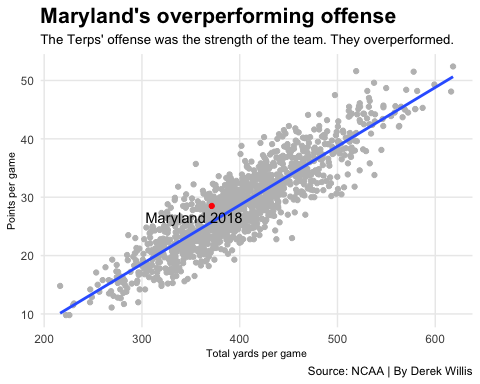 Maryland's overperforming offense
The Terps' offense was the strength of the team. They overperformed.
50
40
30
20
10
Points per game
Maryland 2018
200 300 400 500 600
Total yards per game
Source: NCAA | By Derek Willis